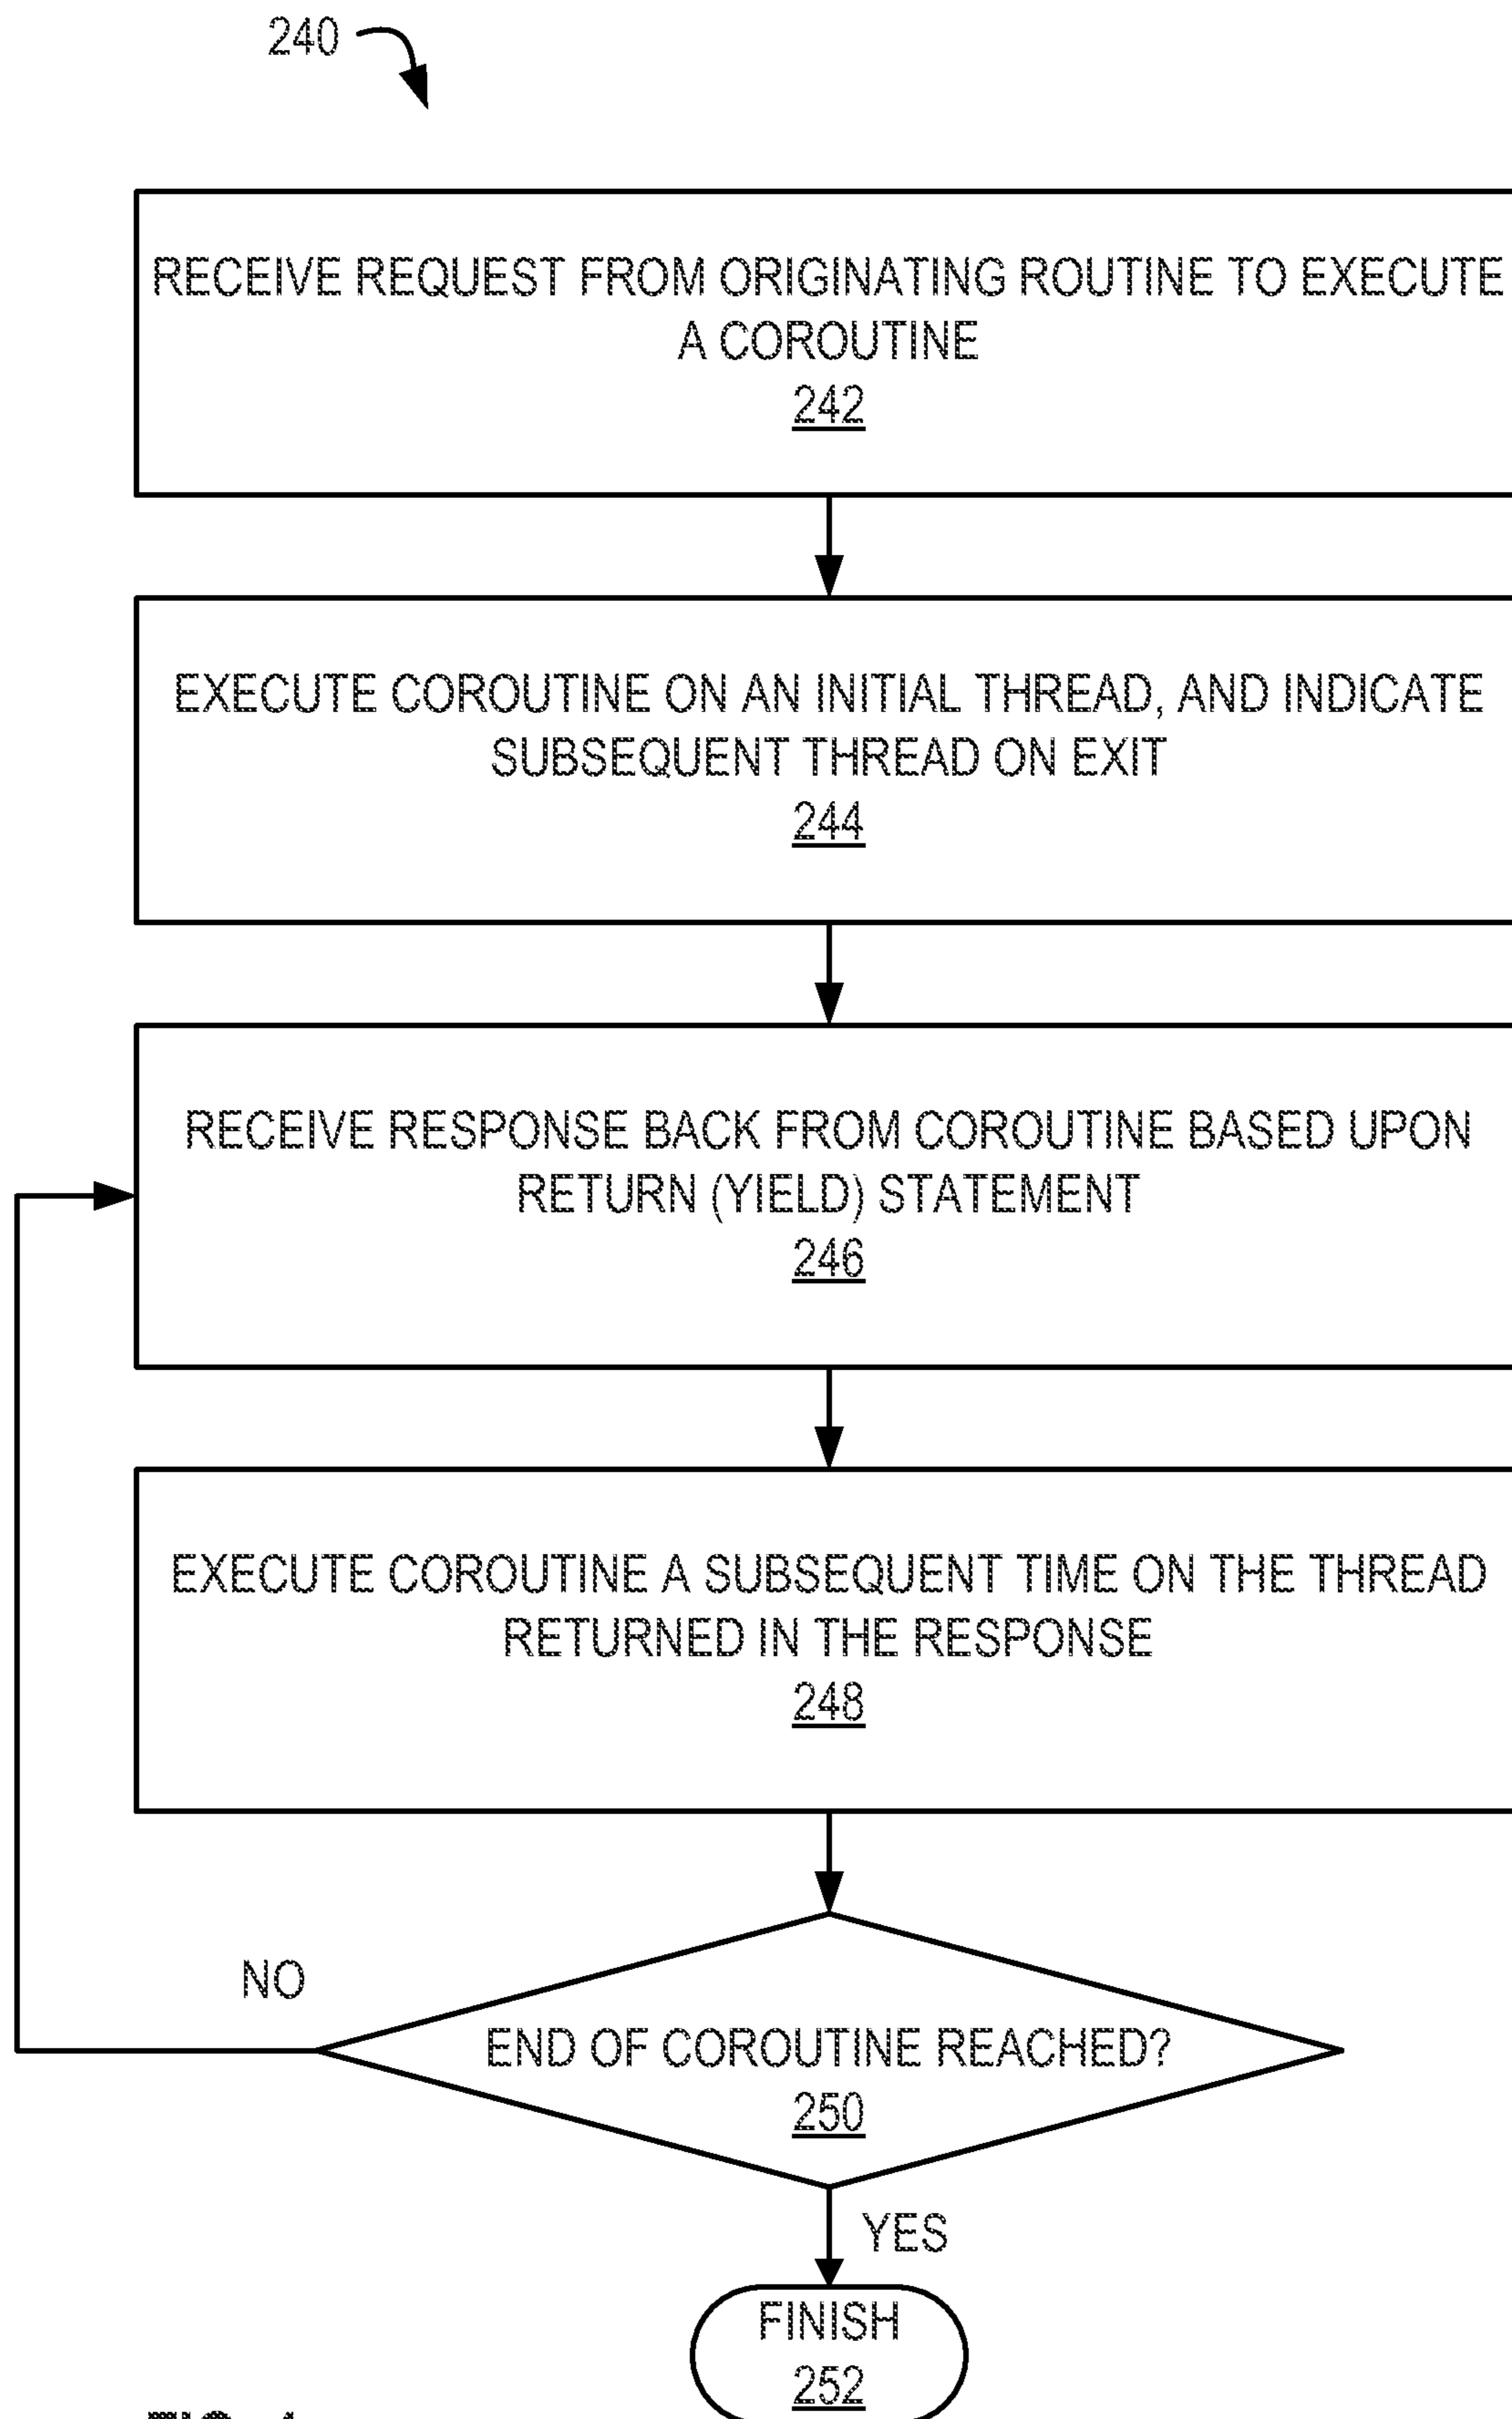 240
RECEIVE REQUEST FROM ORIGINATING ROUTINE TO EXECUTE
A COROUTINE
242
EXECUTE COROUTINE ON AN INITIAL THREAD, AND INDICATE
SUBSEQUENT THREAD ON EXIT
244
RECEIVE RESPONSE BACK FROM COROUTINE BASED UPON
RETURN (YIELD) STATEMENT
246
EXECUTE COROUTINE A SUBSEQUENT TIME ON THE THREAD
RETURNED IN THE RESPONSE
248
NO
END OF COROUTINE REACHED?
250
YES
FINISH
252